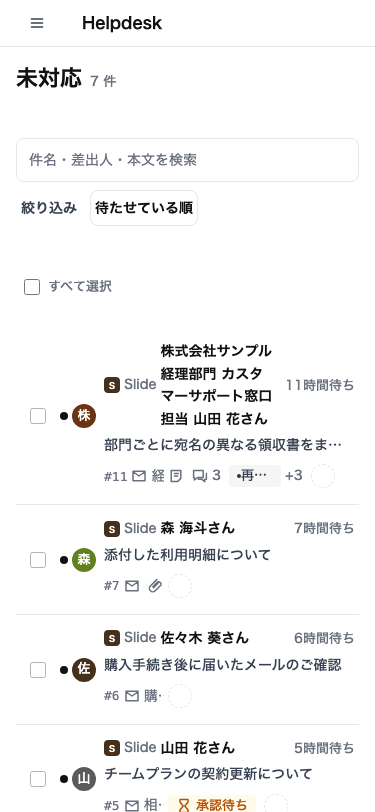 Helpdesk
未対応 7 件
件名・差出人・本文を検索
絞り込み 待たせている順
すべて選択
株式会社サンプル
経理部門 カスタ
S Slide マーサポート窓口 11時間待ち
担当 山田 花さん
株
部門ごとに宛名の異なる領収書をま…
#11 経 3 •再… +3
S Slide 森 海斗さん 7時間待ち
森 添付した利用明細について
#7
S Slide 佐々木 葵さん 6時間待ち
佐 購入手続き後に届いたメールのご確認
#6 購·
S Slide 山田 花さん 5時間待ち
山 チームプランの契約更新について
#5 相· 承認待ち